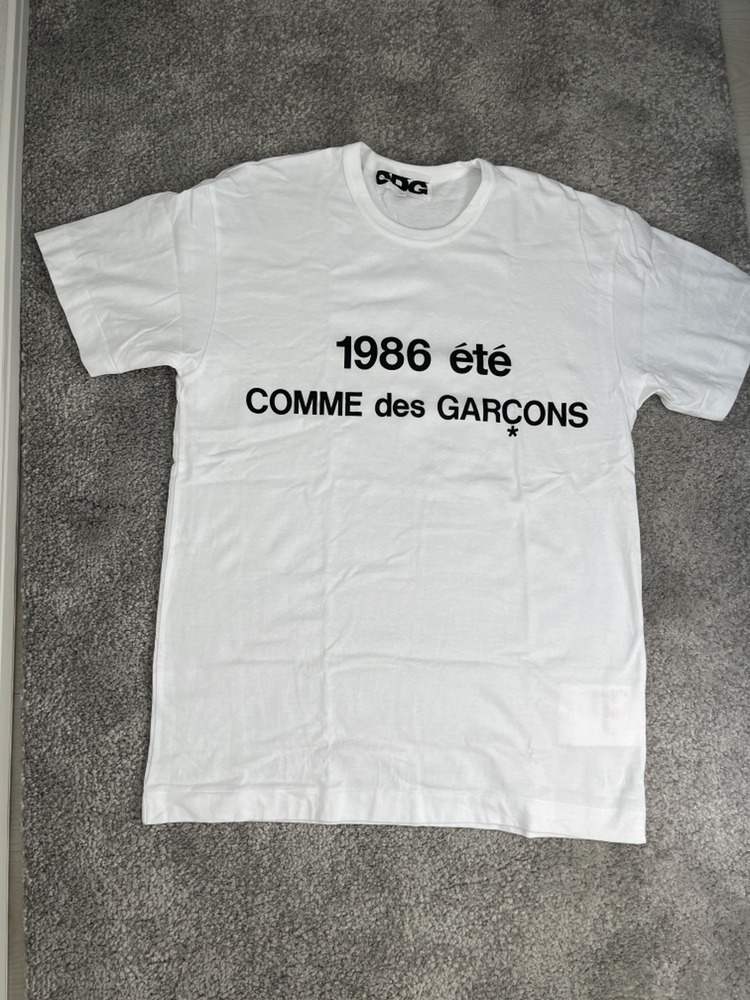 CDG
1986 été
COMME des GARÇONS
*